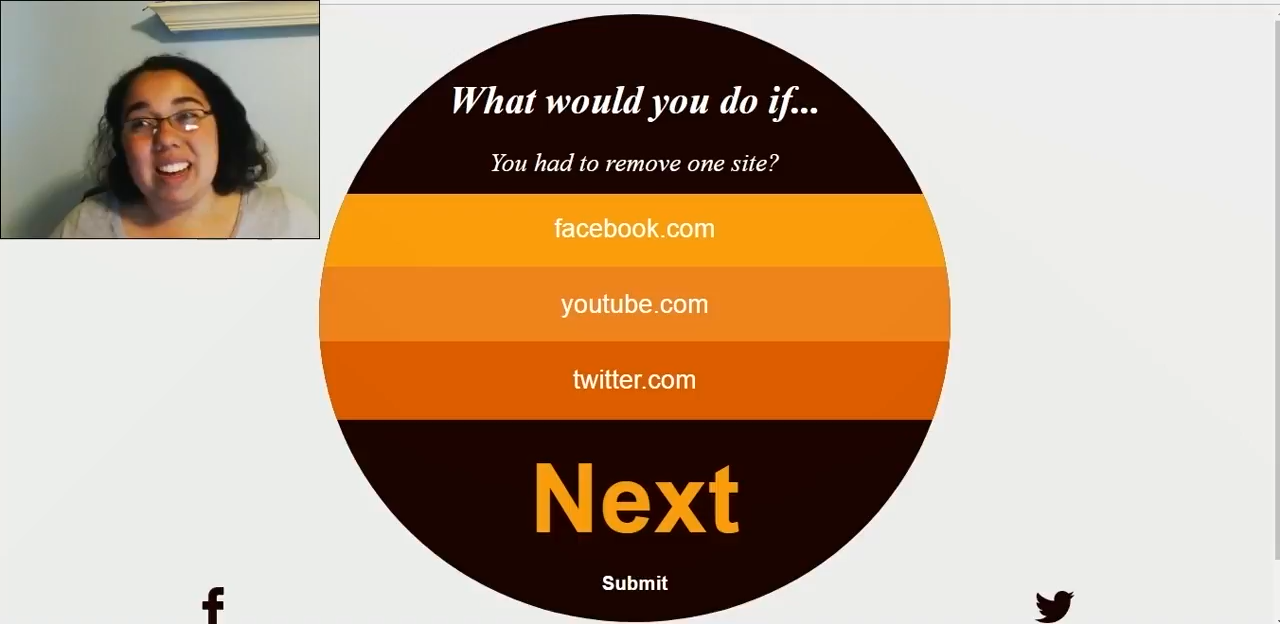 What would you do if...
You had to remove one site?
facebook.com
youtube.com
twitter.com
Next
Submit